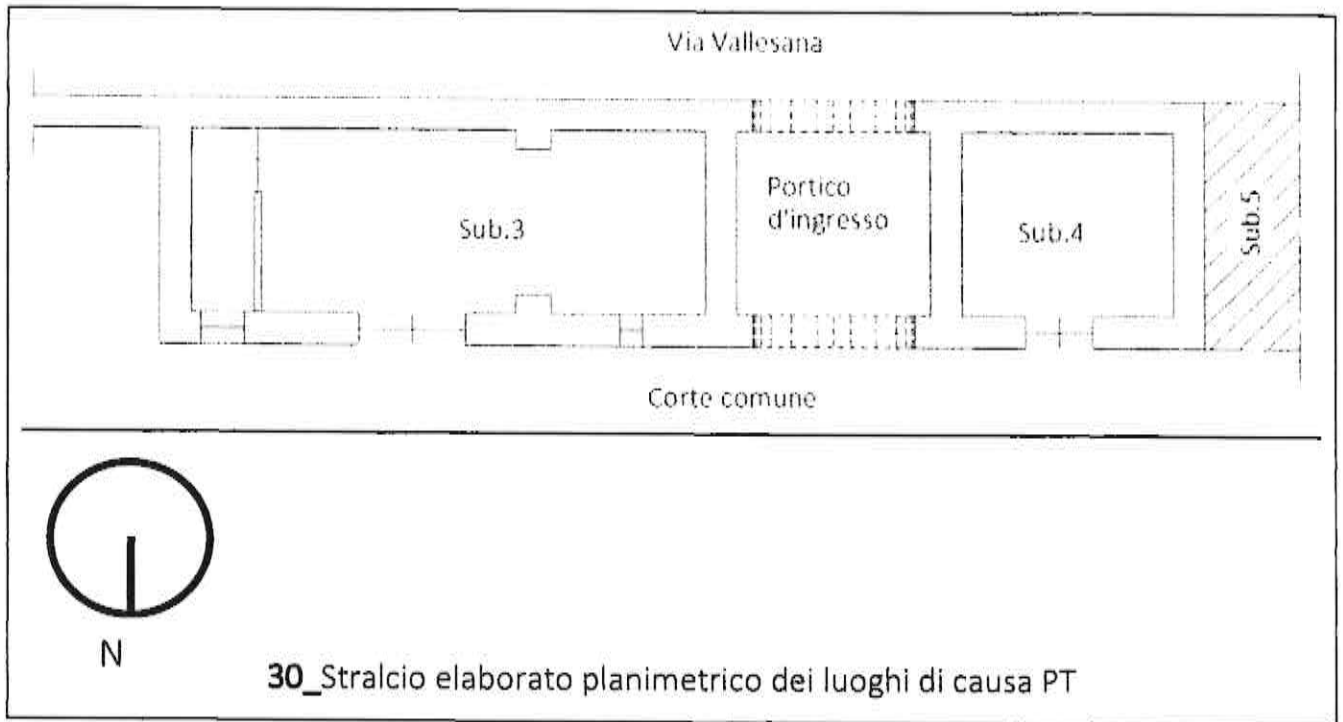 Via Vallesana
Portico
d'ingresso
Sub.3
Sub.4
Sub.5
Corte comune
N
30_Stralcio elaborato planimetrico dei luoghi di causa PT